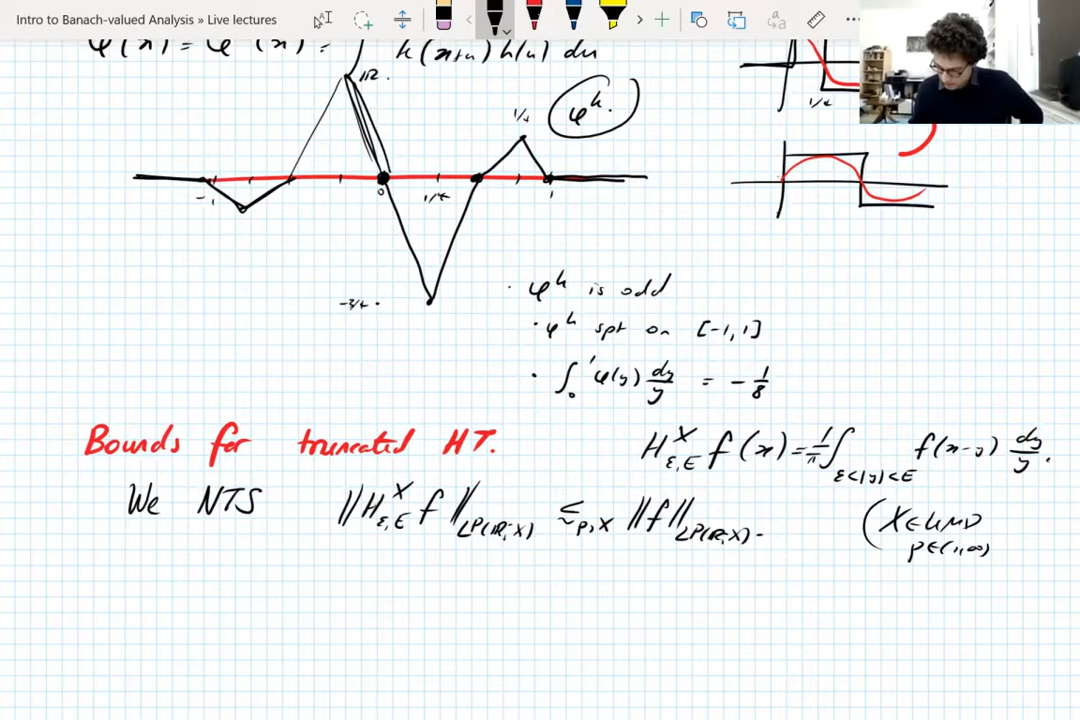 Intro to Banach-valued Analysis » Live lectures
φ(x) = φ^h(x) = ∫ k(x+u) h(u) du
1/2.
1/4
φ^h.
1/4
-1
0
1/4
1
-3/4.
· φ^h is odd
· φ^h spt on [-1, 1]
· ∫_0^1 φ(y) dy/y = - 1/8
Bounds for truncated HT.
H^X_{ε,E} f(x) = 1/π ∫_{ε<|y|<E} f(x-y) dy/y.
We NTS ‖H^X_{ε,E} f‖_{L^p(ℝ;X)} ≲_{p,X} ‖f‖_{L^p(ℝ;X)}.
(X ∈ UMD
p ∈ (1,∞)